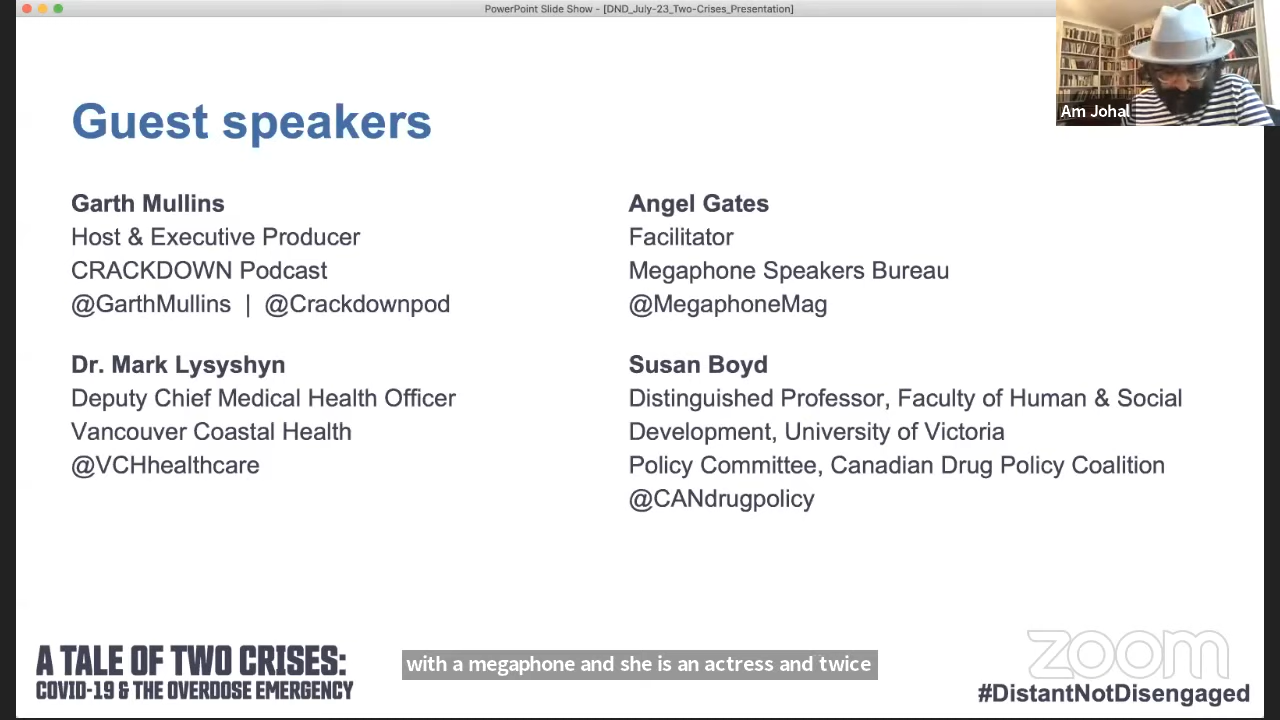 PowerPoint Slide Show - [DND_July-23_Two-Crises_Presentation]
Am Johal
Guest speakers
Garth Mullins
Host & Executive Producer
CRACKDOWN Podcast
@GarthMullins | @Crackdownpod
Dr. Mark Lysyshyn
Deputy Chief Medical Health Officer
Vancouver Coastal Health
@VCHhealthcare
Angel Gates
Facilitator
Megaphone Speakers Bureau
@MegaphoneMag
Susan Boyd
Distinguished Professor, Faculty of Human & Social
Development, University of Victoria
Policy Committee, Canadian Drug Policy Coalition
@CANdrugpolicy
A TALE OF TWO CRISES:
COVID-19 & THE OVERDOSE EMERGENCY
with a megaphone and she is an actress and twice
zoom
#DistantNotDisengaged